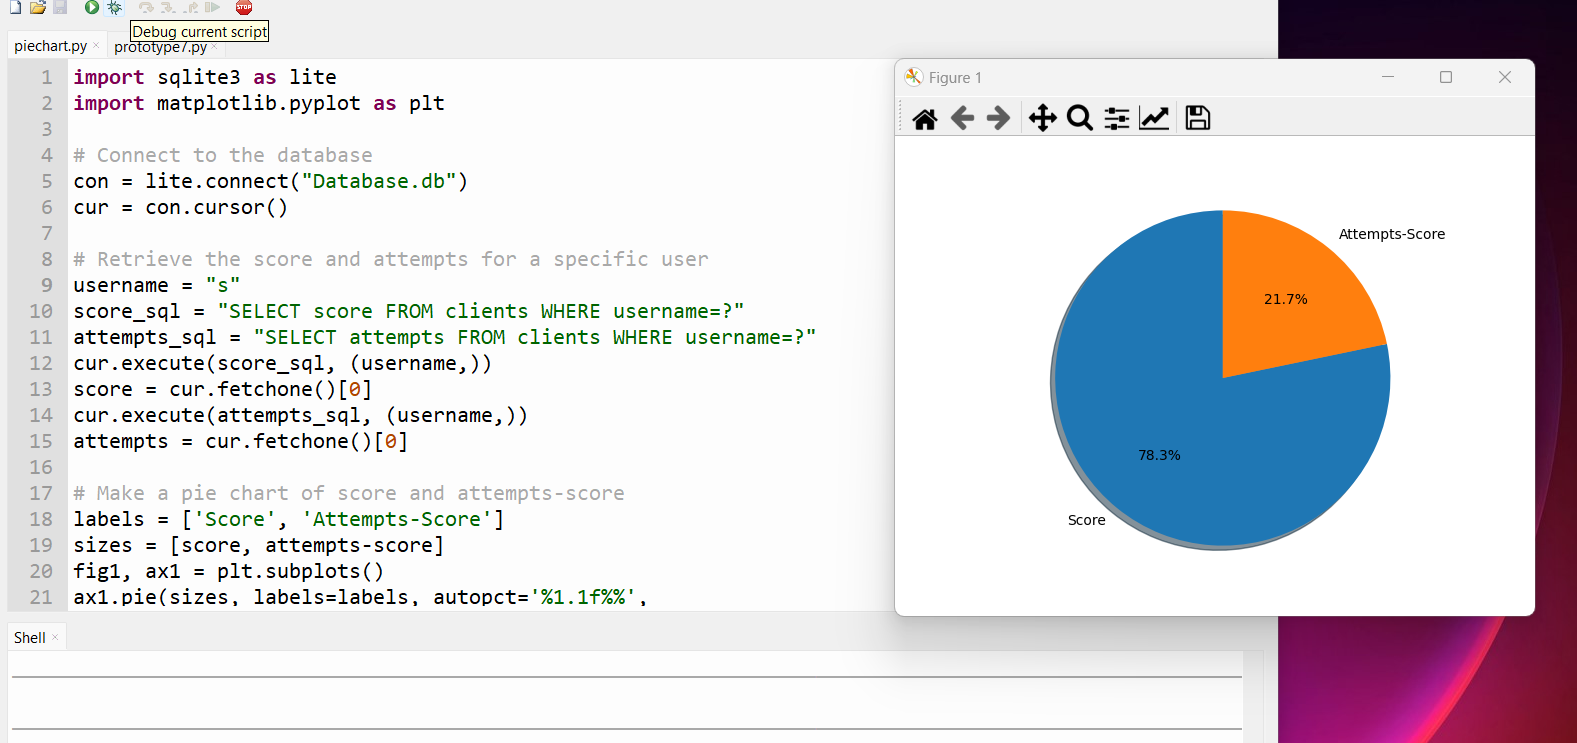 STOP
Debug current script
piechart.py
prototype7.py
1 import sqlite3 as lite
2 import matplotlib.pyplot as plt
3
4 # Connect to the database
5 con = lite.connect("Database.db")
6 cur = con.cursor()
7
8 # Retrieve the score and attempts for a specific user
9 username = "s"
10 score_sql = "SELECT score FROM clients WHERE username=?"
11 attempts_sql = "SELECT attempts FROM clients WHERE username=?"
12 cur.execute(score_sql, (username,))
13 score = cur.fetchone()[0]
14 cur.execute(attempts_sql, (username,))
15 attempts = cur.fetchone()[0]
16
17 # Make a pie chart of score and attempts-score
18 labels = ['Score', 'Attempts-Score']
19 sizes = [score, attempts-score]
20 fig1, ax1 = plt.subplots()
21 ax1.pie(sizes, labels=labels, autopct='%1.1f%%',
Shell
Figure 1
Attempts-Score
21.7%
78.3%
Score